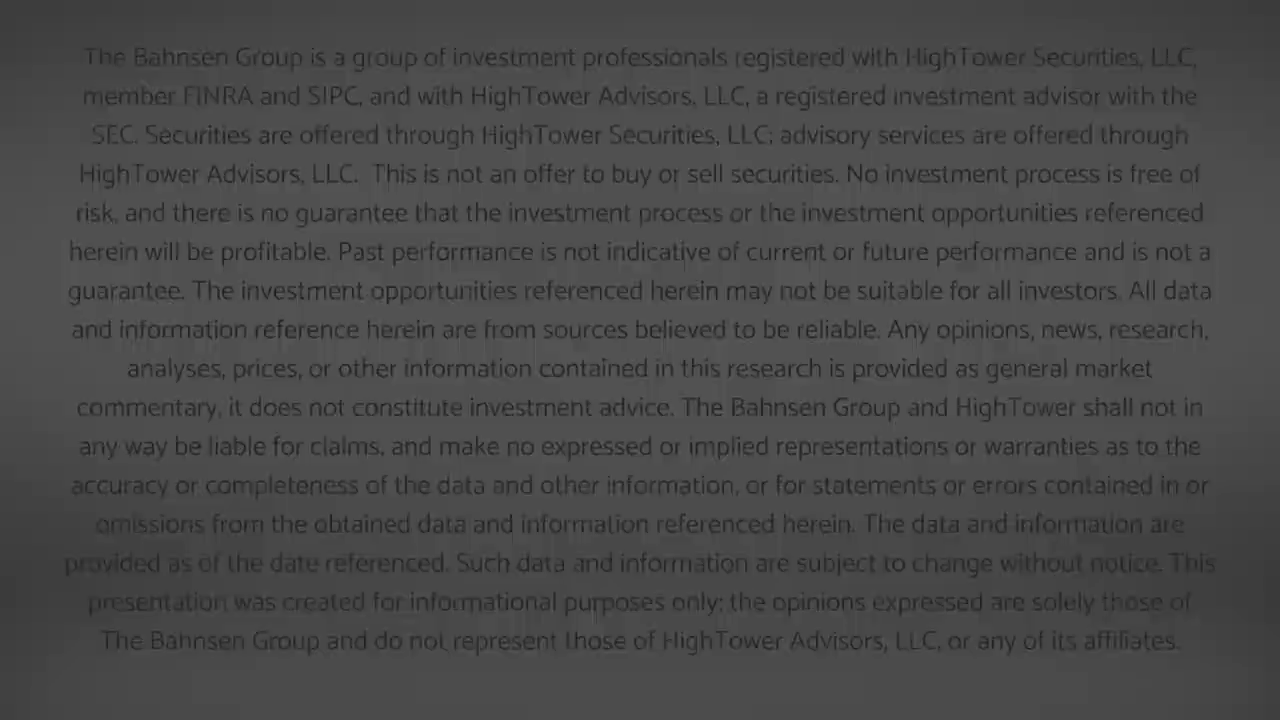 The Bahnsen Group is a group of investment professionals registered with HighTower Securities, LLC,
member FINRA and SIPC, and with HighTower Advisors, LLC, a registered investment advisor with the
SEC. Securities are offered through HighTower Securities, LLC; advisory services are offered through
HighTower Advisors, LLC. This is not an offer to buy or sell securities. No investment process is free of
risk, and there is no guarantee that the investment process or the investment opportunities referenced
herein will be profitable. Past performance is not indicative of current or future performance and is not a
guarantee. The investment opportunities referenced herein may not be suitable for all investors. All data
and information reference herein are from sources believed to be reliable. Any opinions, news, research,
analyses, prices, or other information contained in this research is provided as general market
commentary, it does not constitute investment advice. The Bahnsen Group and HighTower shall not in
any way be liable for claims, and make no expressed or implied representations or warranties as to the
accuracy or completeness of the data and other information, or for statements or errors contained in or
omissions from the obtained data and information referenced herein. The data and information are
provided as of the date referenced. Such data and information are subject to change without notice. This
presentation was created for informational purposes only; the opinions expressed are solely those of
The Bahnsen Group and do not represent those of HighTower Advisors, LLC, or any of its affiliates.